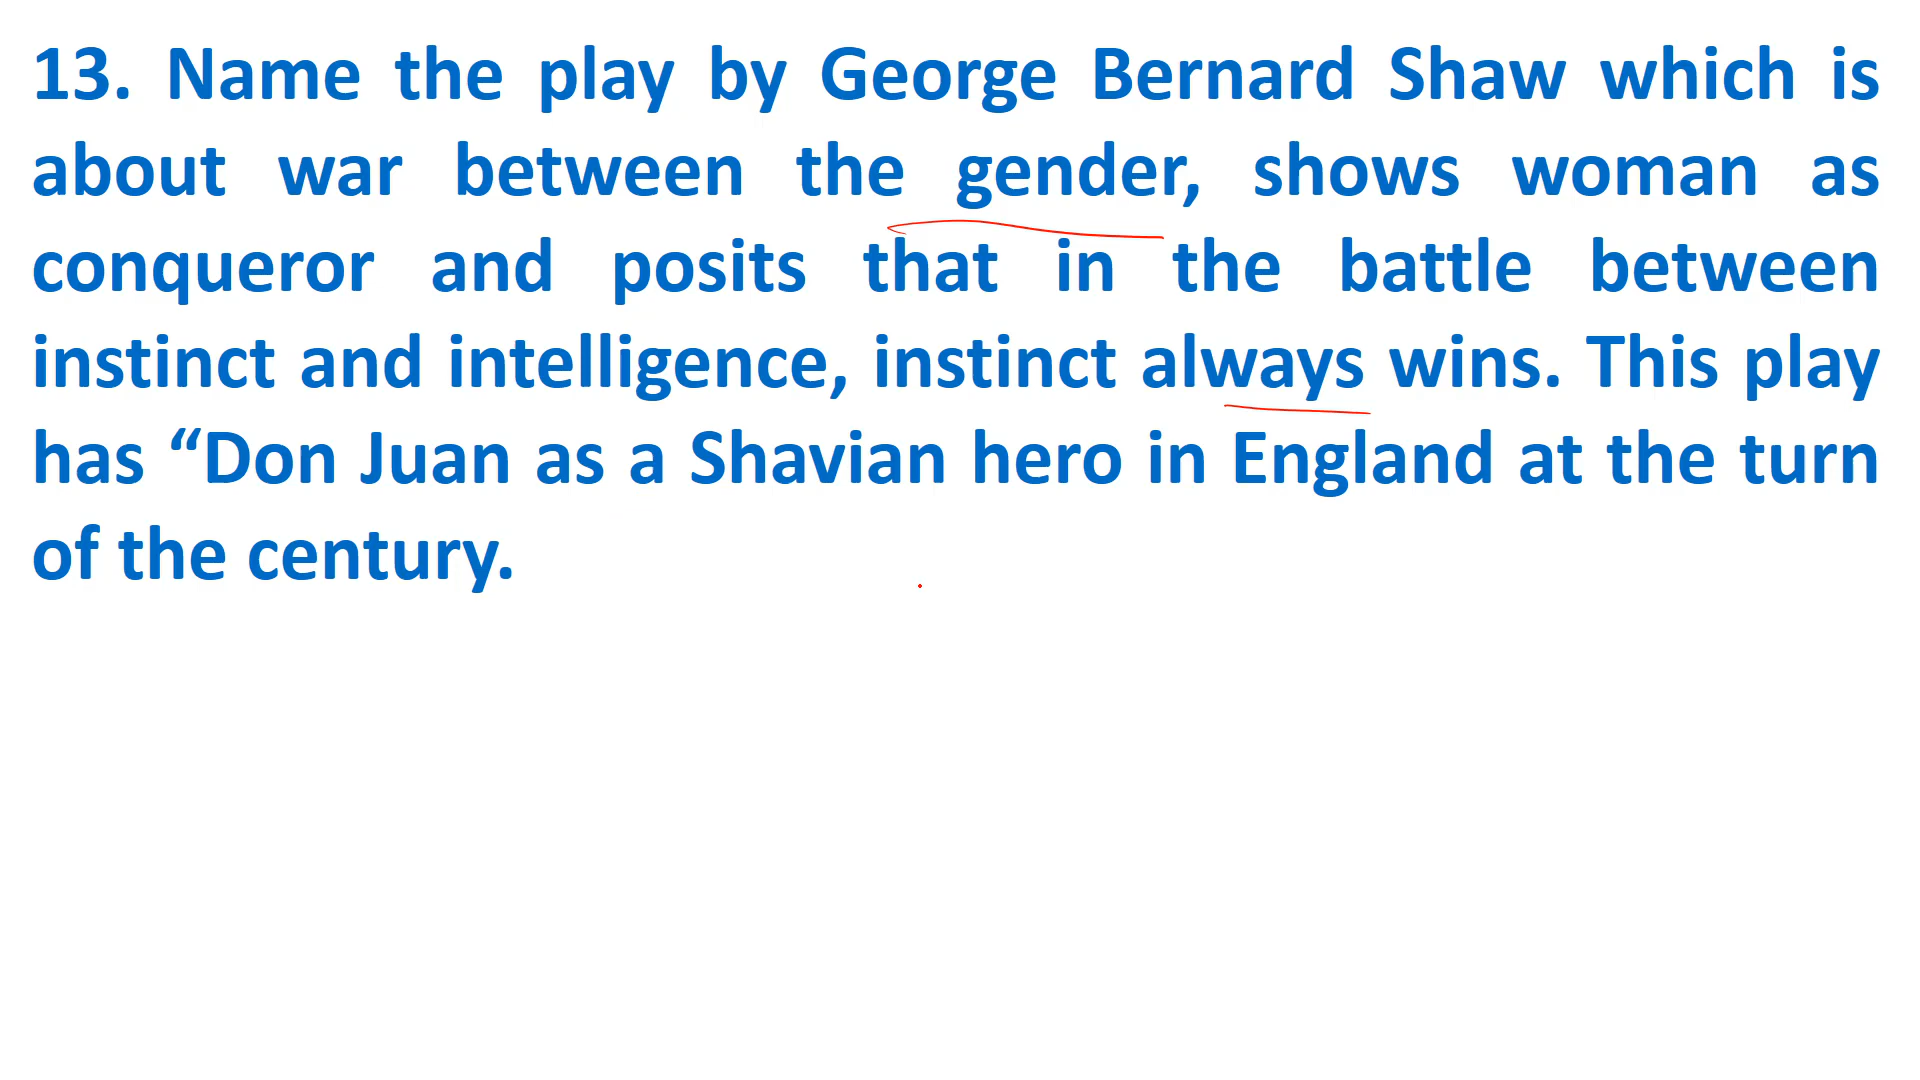 13. Name the play by George Bernard Shaw which is
about war between the gender, shows woman as
conqueror and posits that in the battle between
instinct and intelligence, instinct always wins. This play
has “Don Juan as a Shavian hero in England at the turn
of the century.